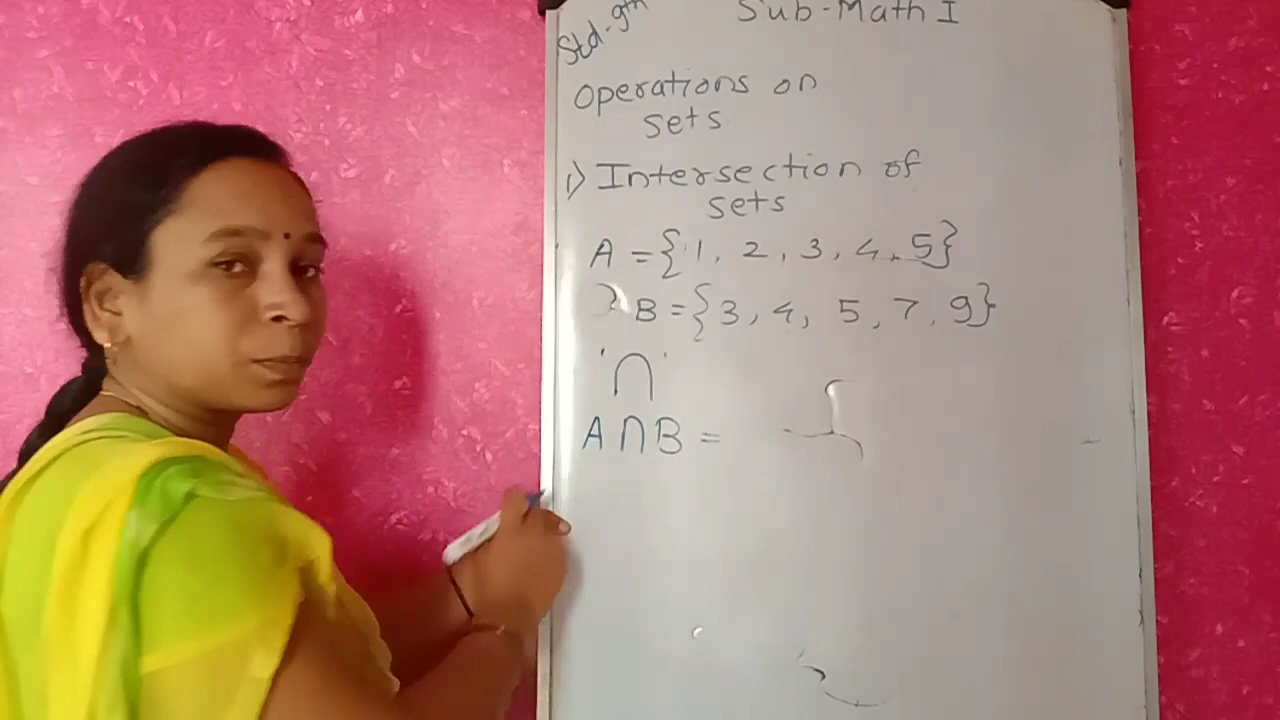 Std-9th Sub-Math I
Operations on
sets
1) Intersection of
sets
A = {1, 2, 3, 4, 5}
B = {3, 4, 5, 7, 9}
'∩'
A∩B =